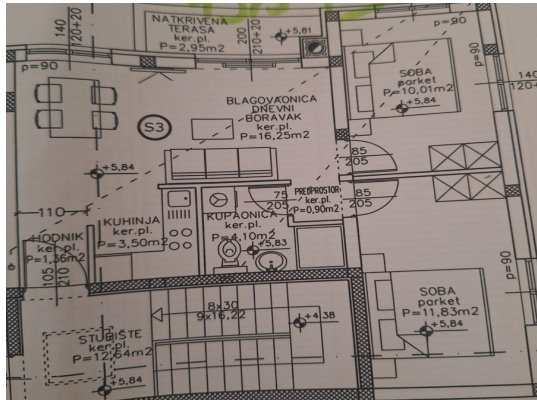 NATKRIVENA
TERASA
ker.pl.
P=2,95m2
+5,81
140
120+20
200
210+20
p=90
p=90
p=90
SOBA
parket
P=10,01m2
+5,84
140
BLAGOVAONICA
DNEVNI
BORAVAK
ker.pl.
P=16,25m2
S3
+5,84
85
205
75
205
PREDPROSTOR
ker.pl.
P=0,90m2
85
205
110
KUHINJA
ker.pl.
P=3,50m2
KUPAONICA
ker.pl.
P=4,10m2
+5,83
HODNIK
ker.pl.
P=1,36m2
105
210
p=90
SOBA
parket
P=11,83m2
+5,84
8x30
9x16,22
+4,38
STUBIŠTE
ker.pl.
P=12,64m2
+5,84